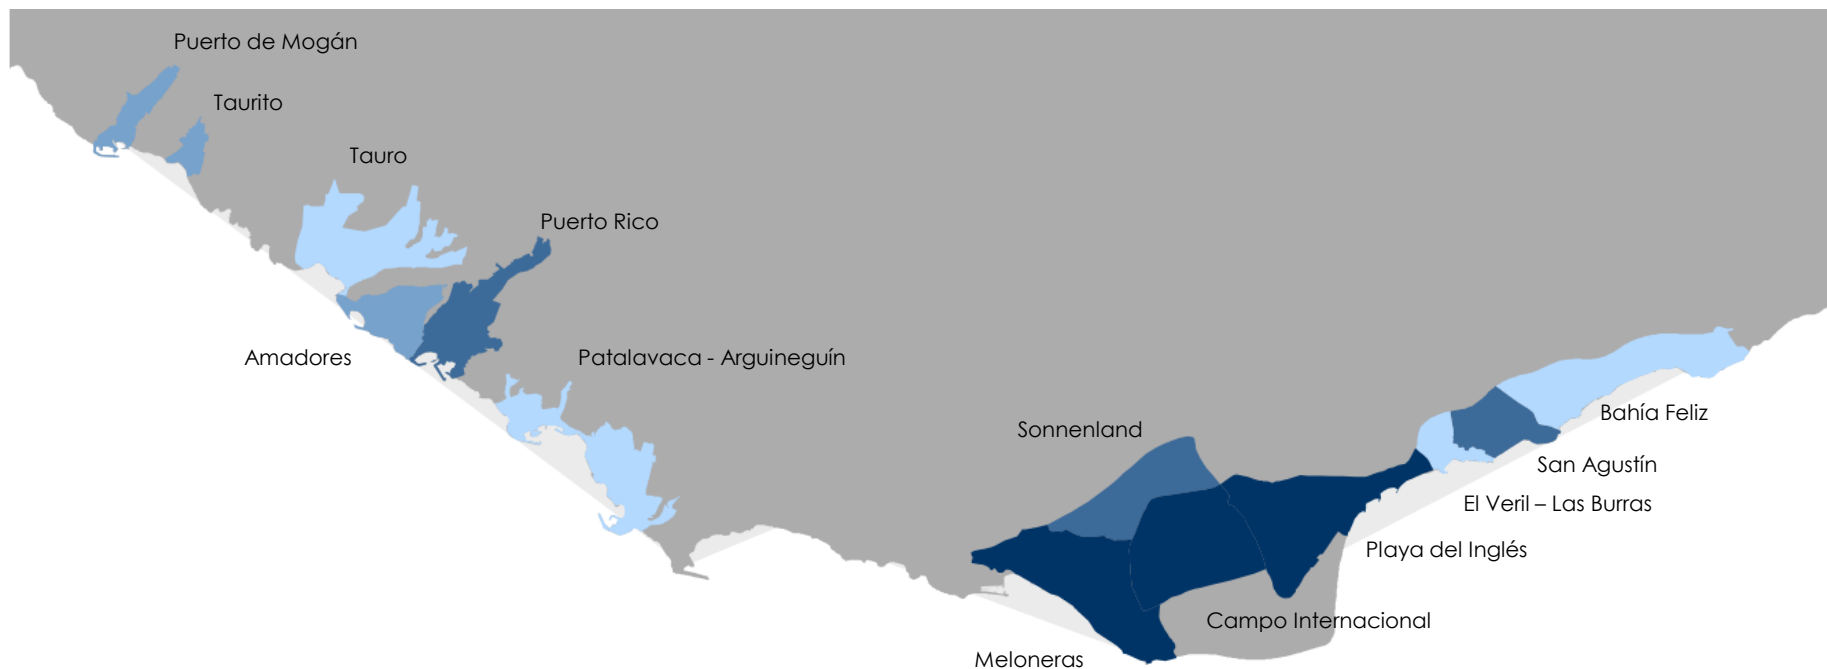 Puerto de Mogán
Taurito
Tauro
Puerto Rico
Amadores
Patalavaca - Arguineguín
Sonnenland
Bahía Feliz
San Agustín
El Veril – Las Burras
Playa del Inglés
Campo Internacional
Meloneras